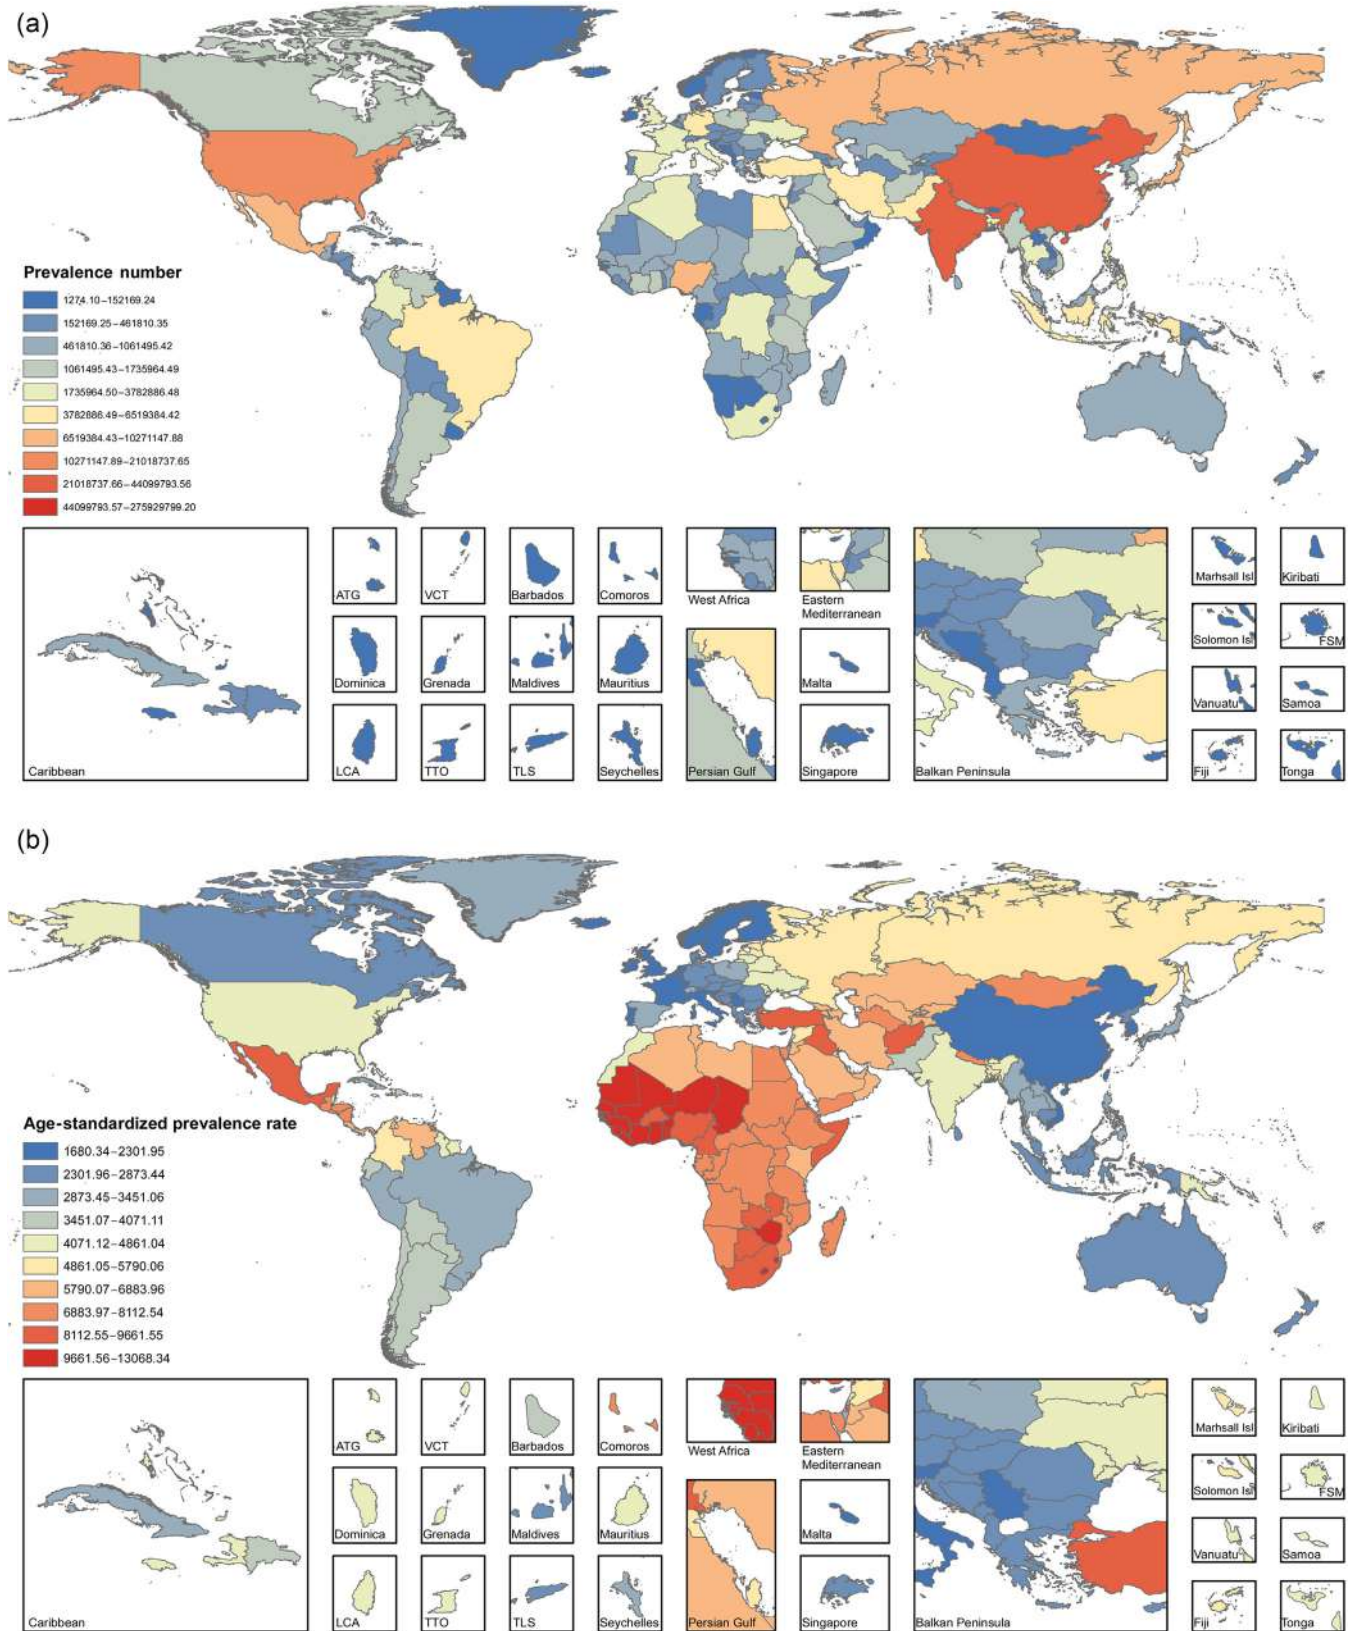 (a)
Prevalence number
1274.10–152169.24
152169.25–461810.35
461810.36–1061495.42
1061495.43–1735964.49
1735964.50–3782886.48
3782886.49–6519384.42
6519384.43–10271147.88
10271147.89–21018737.65
21018737.66–44099793.56
44099793.57–275929799.20
ATG
VCT
Barbados
Comoros
West Africa
Eastern
Mediterranean
Marhsall Isl
Kiribati
Dominica
Grenada
Maldives
Mauritius
Malta
Solomon Isl
FSM
Vanuatu
Samoa
Caribbean
LCA
TTO
TLS
Seychelles
Persian Gulf
Singapore
Balkan Peninsula
Fiji
Tonga
(b)
Age-standardized prevalence rate
1680.34–2301.95
2301.96–2873.44
2873.45–3451.06
3451.07–4071.11
4071.12–4861.04
4861.05–5790.06
5790.07–6883.96
6883.97–8112.54
8112.55–9661.55
9661.56–13068.34
ATG
VCT
Barbados
Comoros
West Africa
Eastern
Mediterranean
Marhsall Isl
Kiribati
Dominica
Grenada
Maldives
Mauritius
Malta
Solomon Isl
FSM
Vanuatu
Samoa
Caribbean
LCA
TTO
TLS
Seychelles
Persian Gulf
Singapore
Balkan Peninsula
Fiji
Tonga